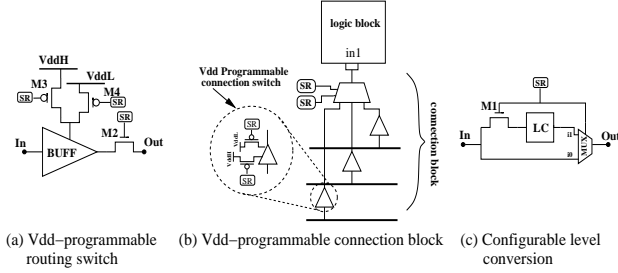 VddH
VddL
M3
M4
SR
SR
M2
SR
In
BUFF
Out
(a) Vdd−programmable
routing switch
logic block
in1
Vdd Programmable
connection switch
SR
SR
SR
VddL
VddH
SR
connection block
(b) Vdd−programmable connection block
SR
M1
In
LC
i1
i0
MUX
Out
(c) Configurable level
conversion